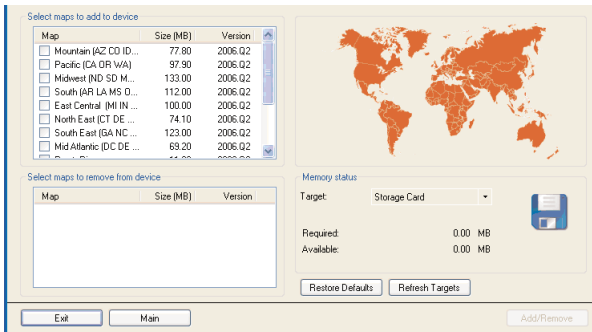 Select maps to add to device
Map Size (MB) Version
Mountain (AZ CO ID... 77.80 2006.Q2
Pacific (CA OR WA) 97.90 2006.Q2
Midwest (ND SD M... 133.00 2006.Q2
South (AR LA MS O... 112.00 2006.Q2
East Central (MI IN ... 100.00 2006.Q2
North East (CT DE ... 74.10 2006.Q2
South East (GA NC ... 123.00 2006.Q2
Mid Atlantic (DC DE ... 69.20 2006.Q2
Select maps to remove from device
Map Size (MB) Version
Memory status
Target: Storage Card
Required: 0.00 MB
Available: 0.00 MB
Restore Defaults Refresh Targets
Exit Main Add/Remove